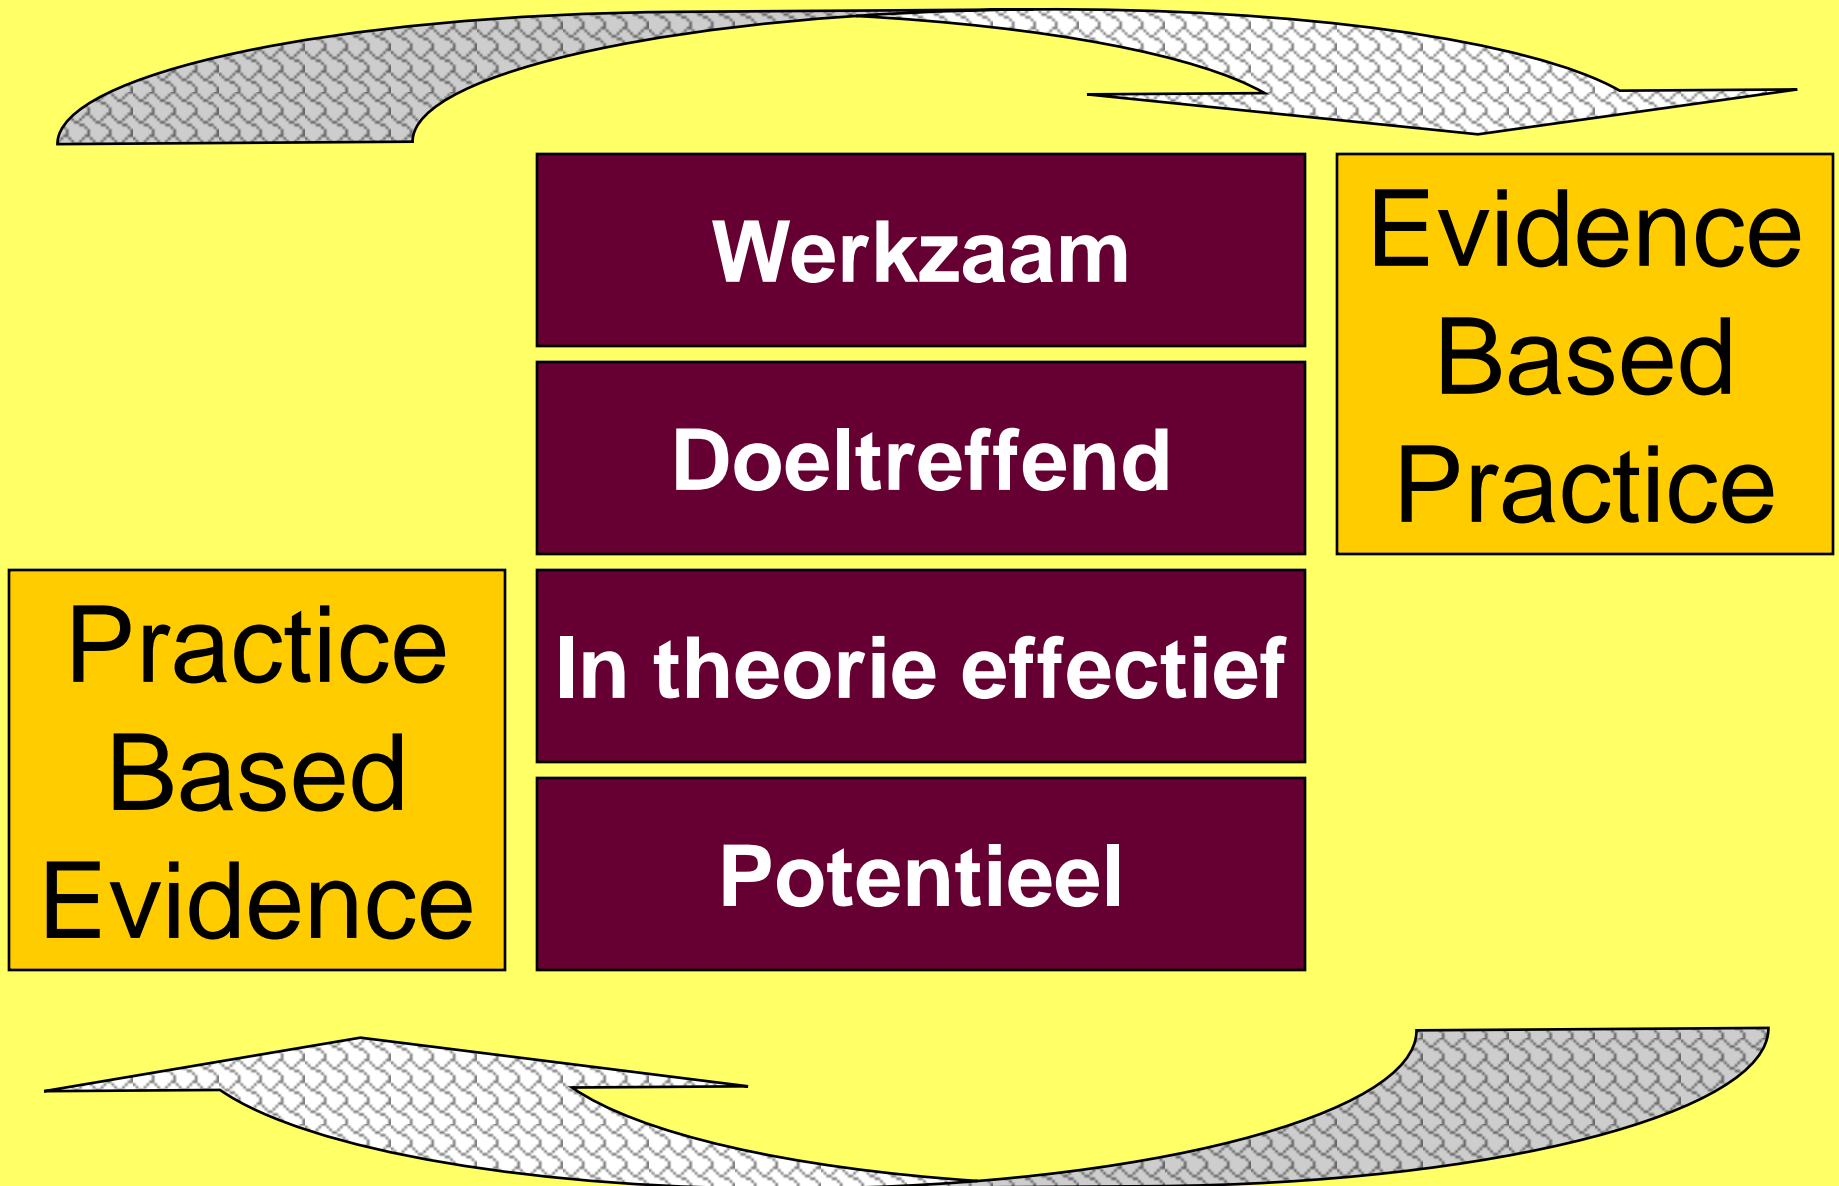 Werkzaam
Doeltreffend
In theorie effectief
Potentieel
Evidence
Based
Practice
Practice
Based
Evidence